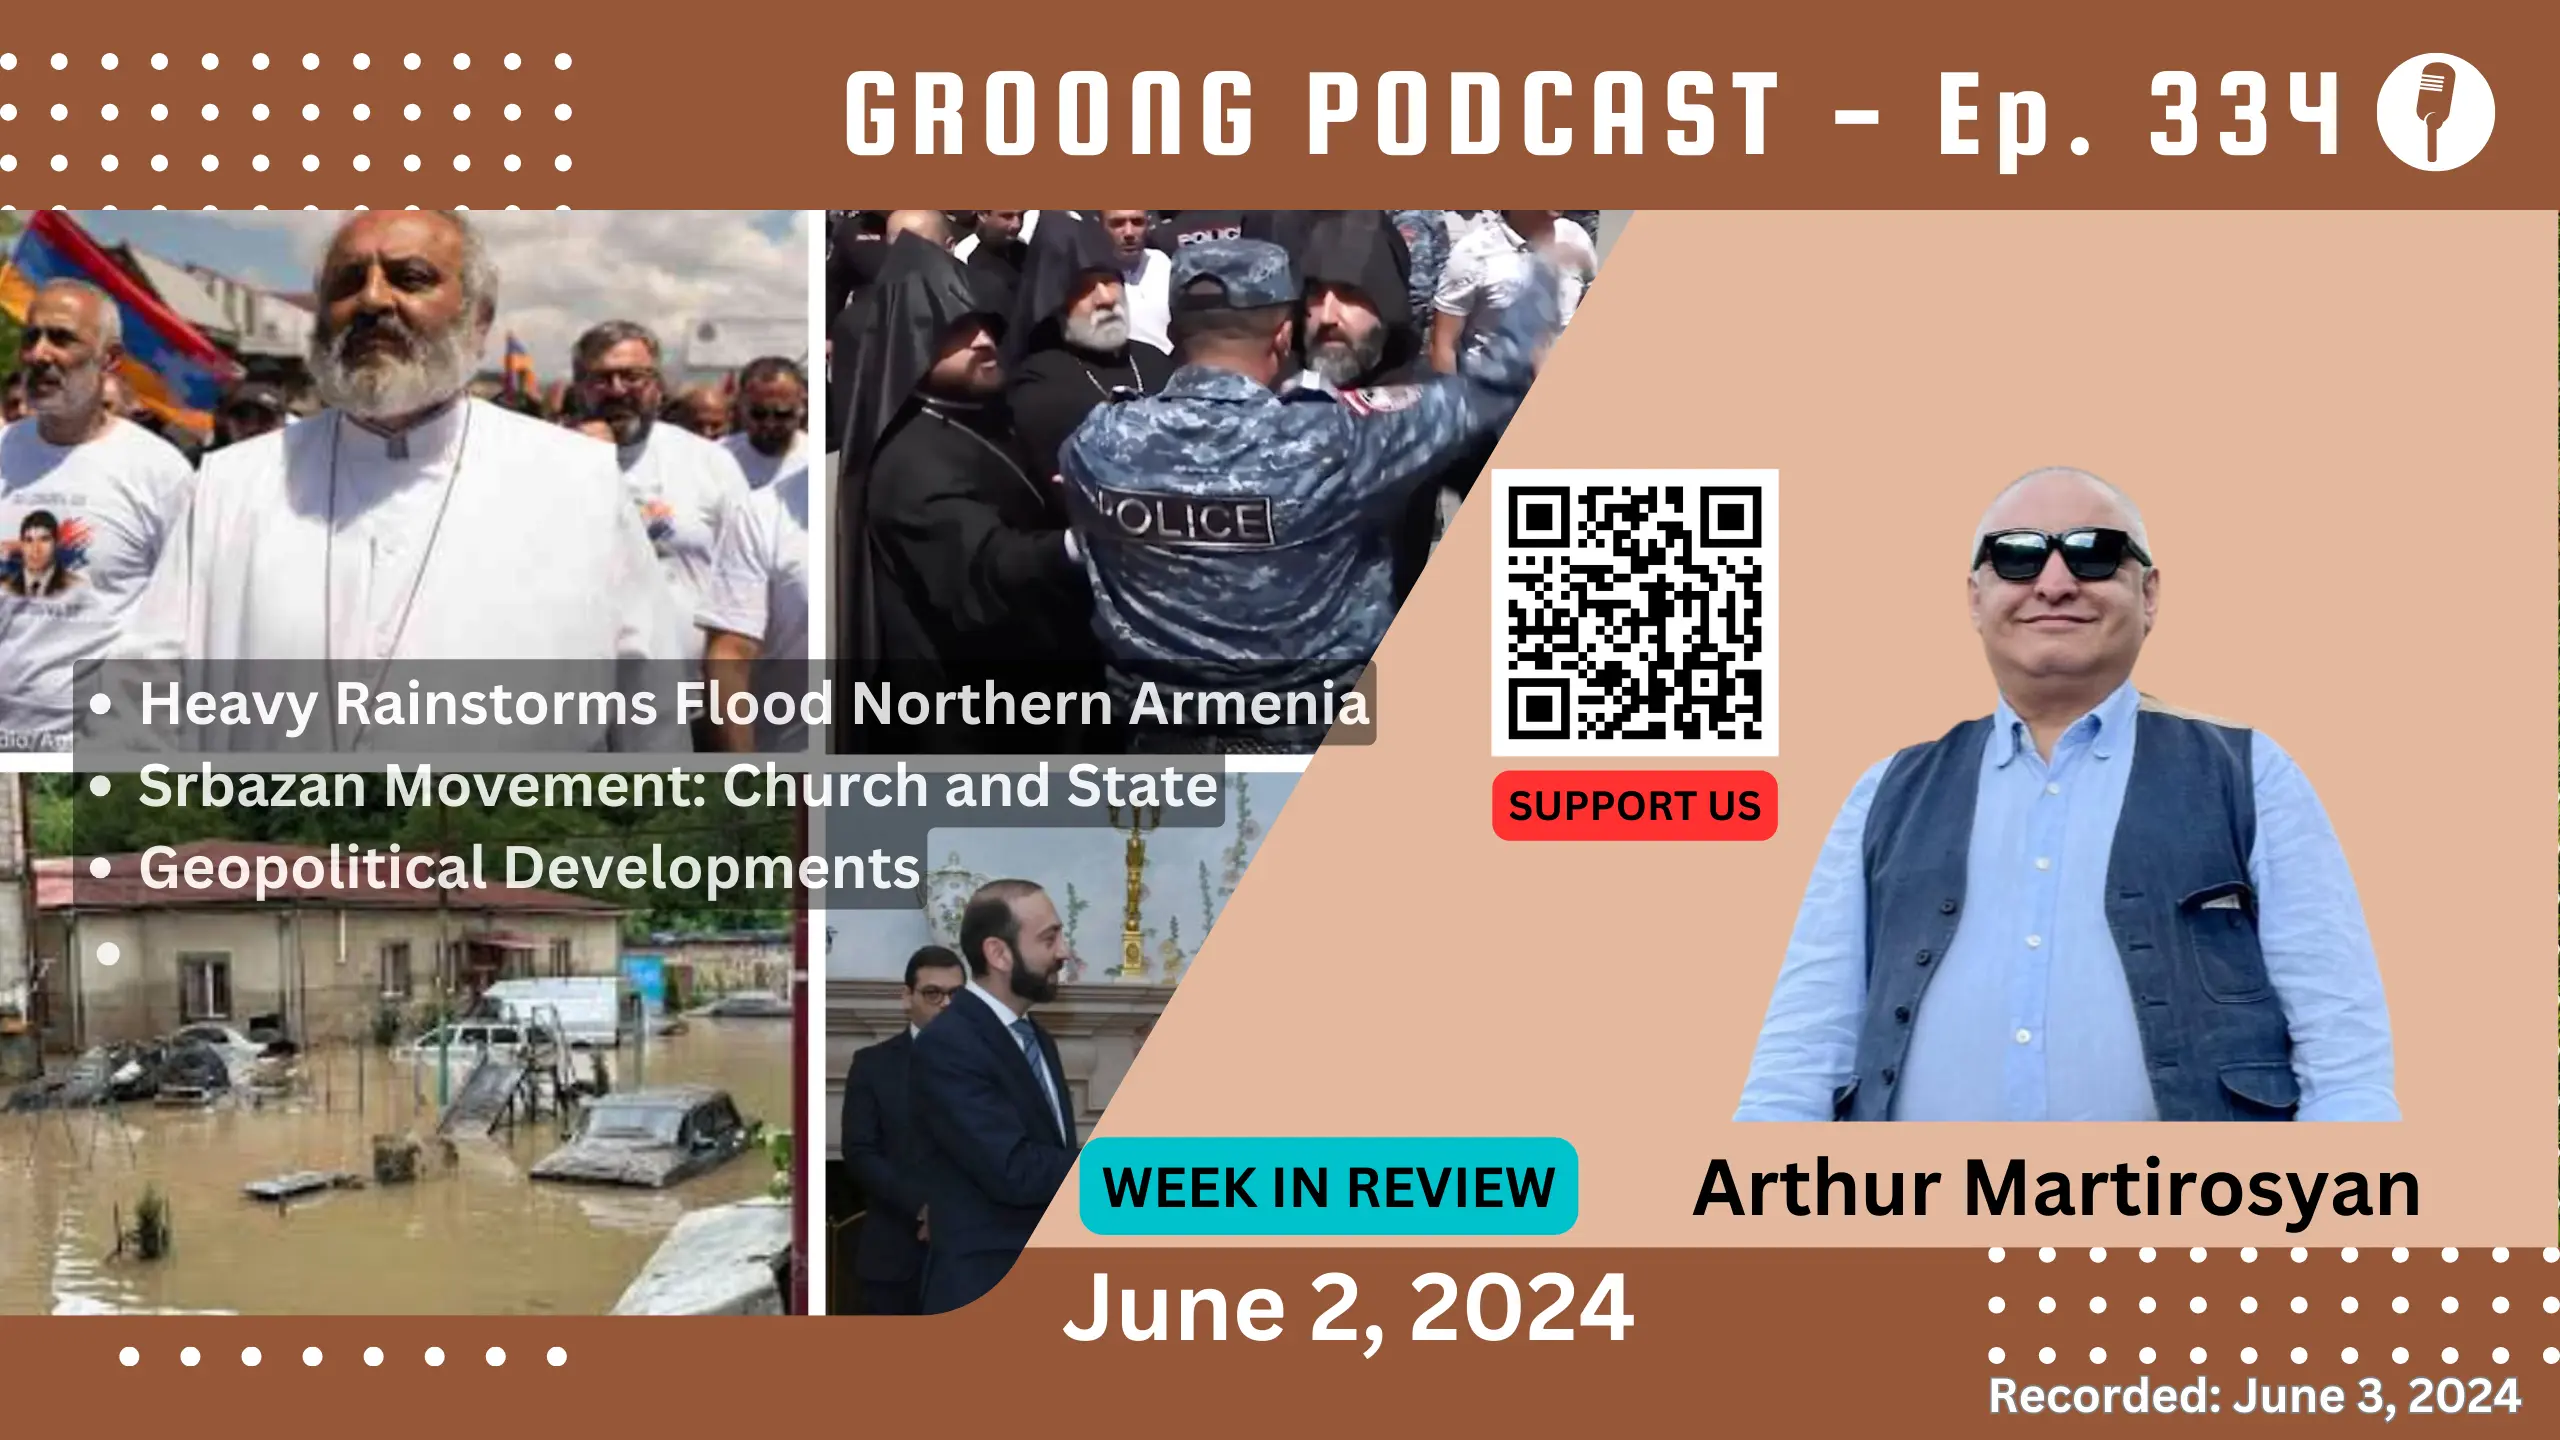 GROONG PODCAST - Ep. 334
POLICE
POLICE
• Heavy Rainstorms Flood Northern Armenia
• Srbazan Movement: Church and State
• Geopolitical Developments
•
SUPPORT US
WEEK IN REVIEW
Arthur Martirosyan
June 2, 2024
Recorded: June 3, 2024